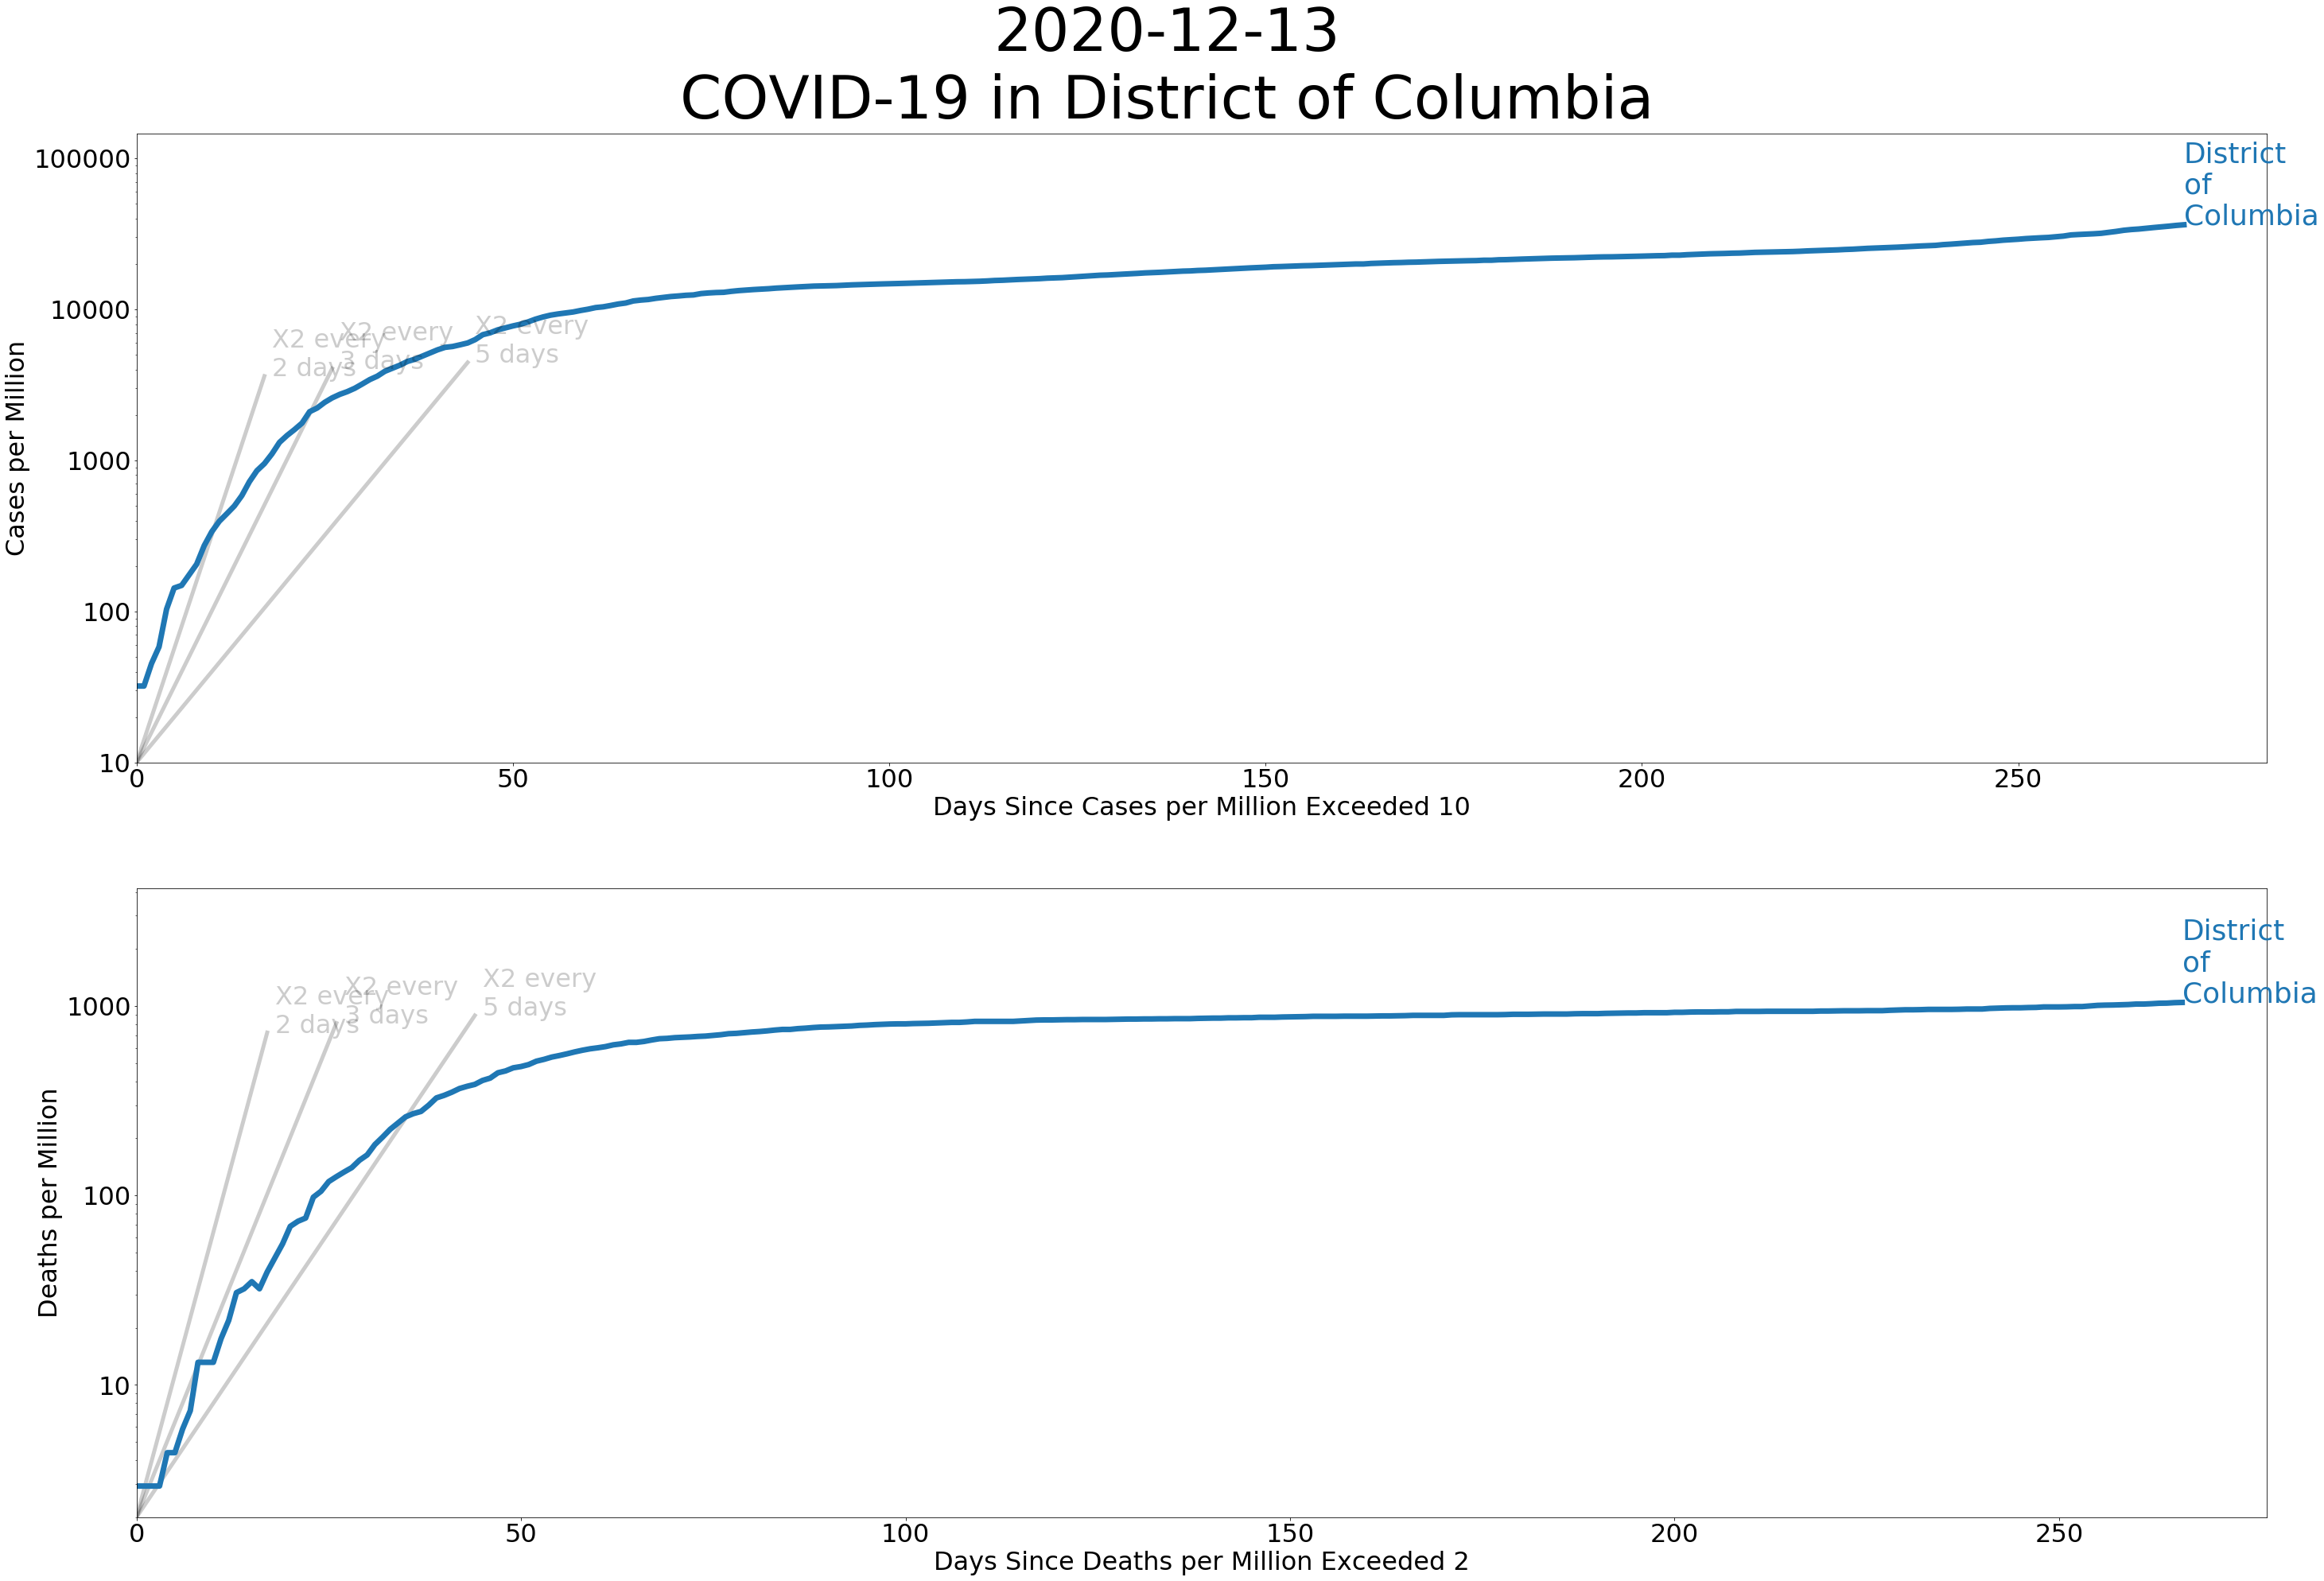 2020-12-13
COVID-19 in District of Columbia
100000
10000
1000
100
10
Cases per Million
X2 every
2 days
X2 every
3 days
X2 every
5 days
District
of
Columbia
0
50
100
150
200
250
Days Since Cases per Million Exceeded 10
1000
100
10
Deaths per Million
X2 every
2 days
X2 every
3 days
X2 every
5 days
District
of
Columbia
0
50
100
150
200
250
Days Since Deaths per Million Exceeded 2